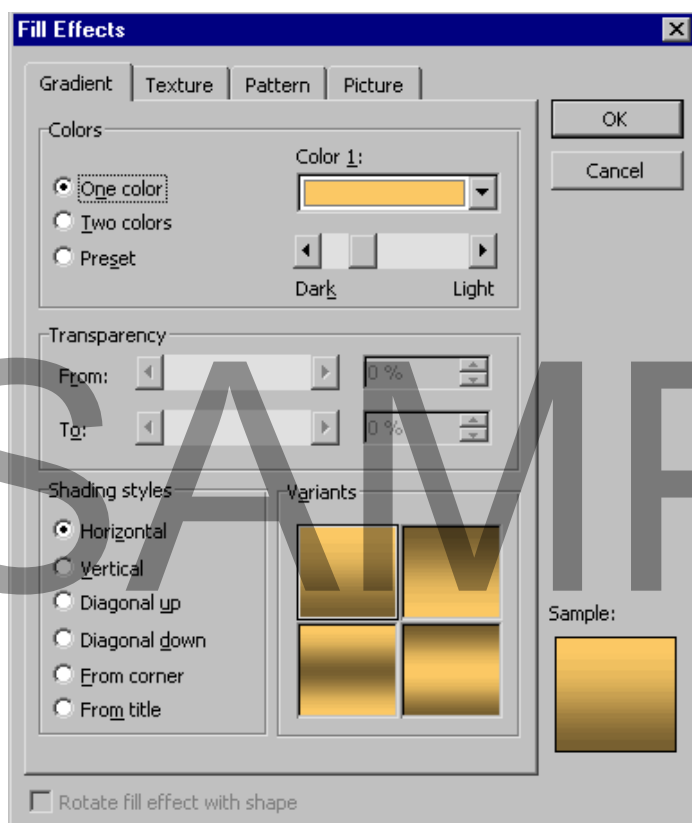 Fill Effects
Gradient Texture Pattern Picture
OK
Cancel
Colors
One color
Two colors
Preset
Color 1:
Dark Light
Transparency
From: 0 %
To: 0 %
Shading styles
Horizontal
Vertical
Diagonal up
Diagonal down
From corner
From title
Variants
Sample:
Rotate fill effect with shape
SAMP